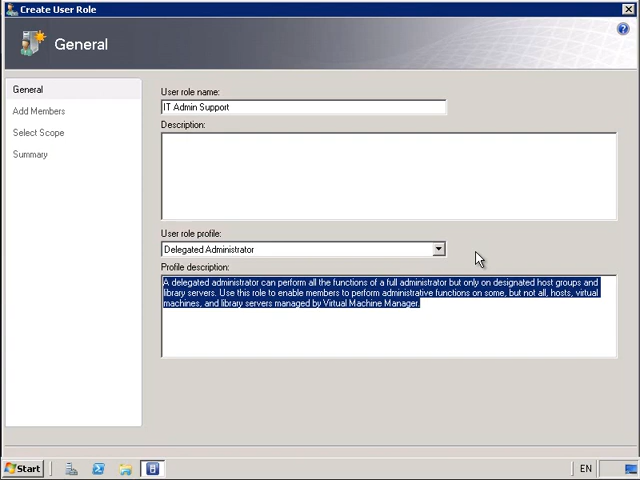 Create User Role
General
General
Add Members
Select Scope
Summary
User role name:
IT Admin Support
Description:
User role profile:
Delegated Administrator
Profile description:
A delegated administrator can perform all the functions of a full administrator but only on designated host groups and
library servers. Use this role to enable members to perform administrative functions on some, but not all, hosts, virtual
machines, and library servers managed by Virtual Machine Manager.
Start
EN